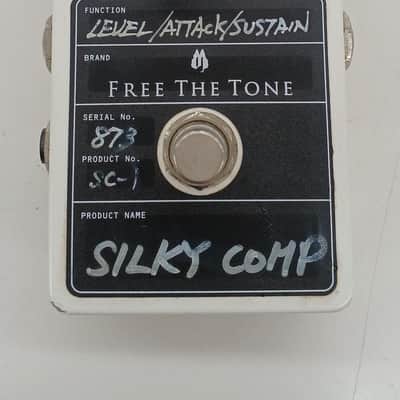 FUNCTION
LEVEL/ATTACK/SUSTAIN
BRAND
FREE THE TONE
SERIAL No.
873
PRODUCT No.
SC-1
PRODUCT NAME
SILKY COMP